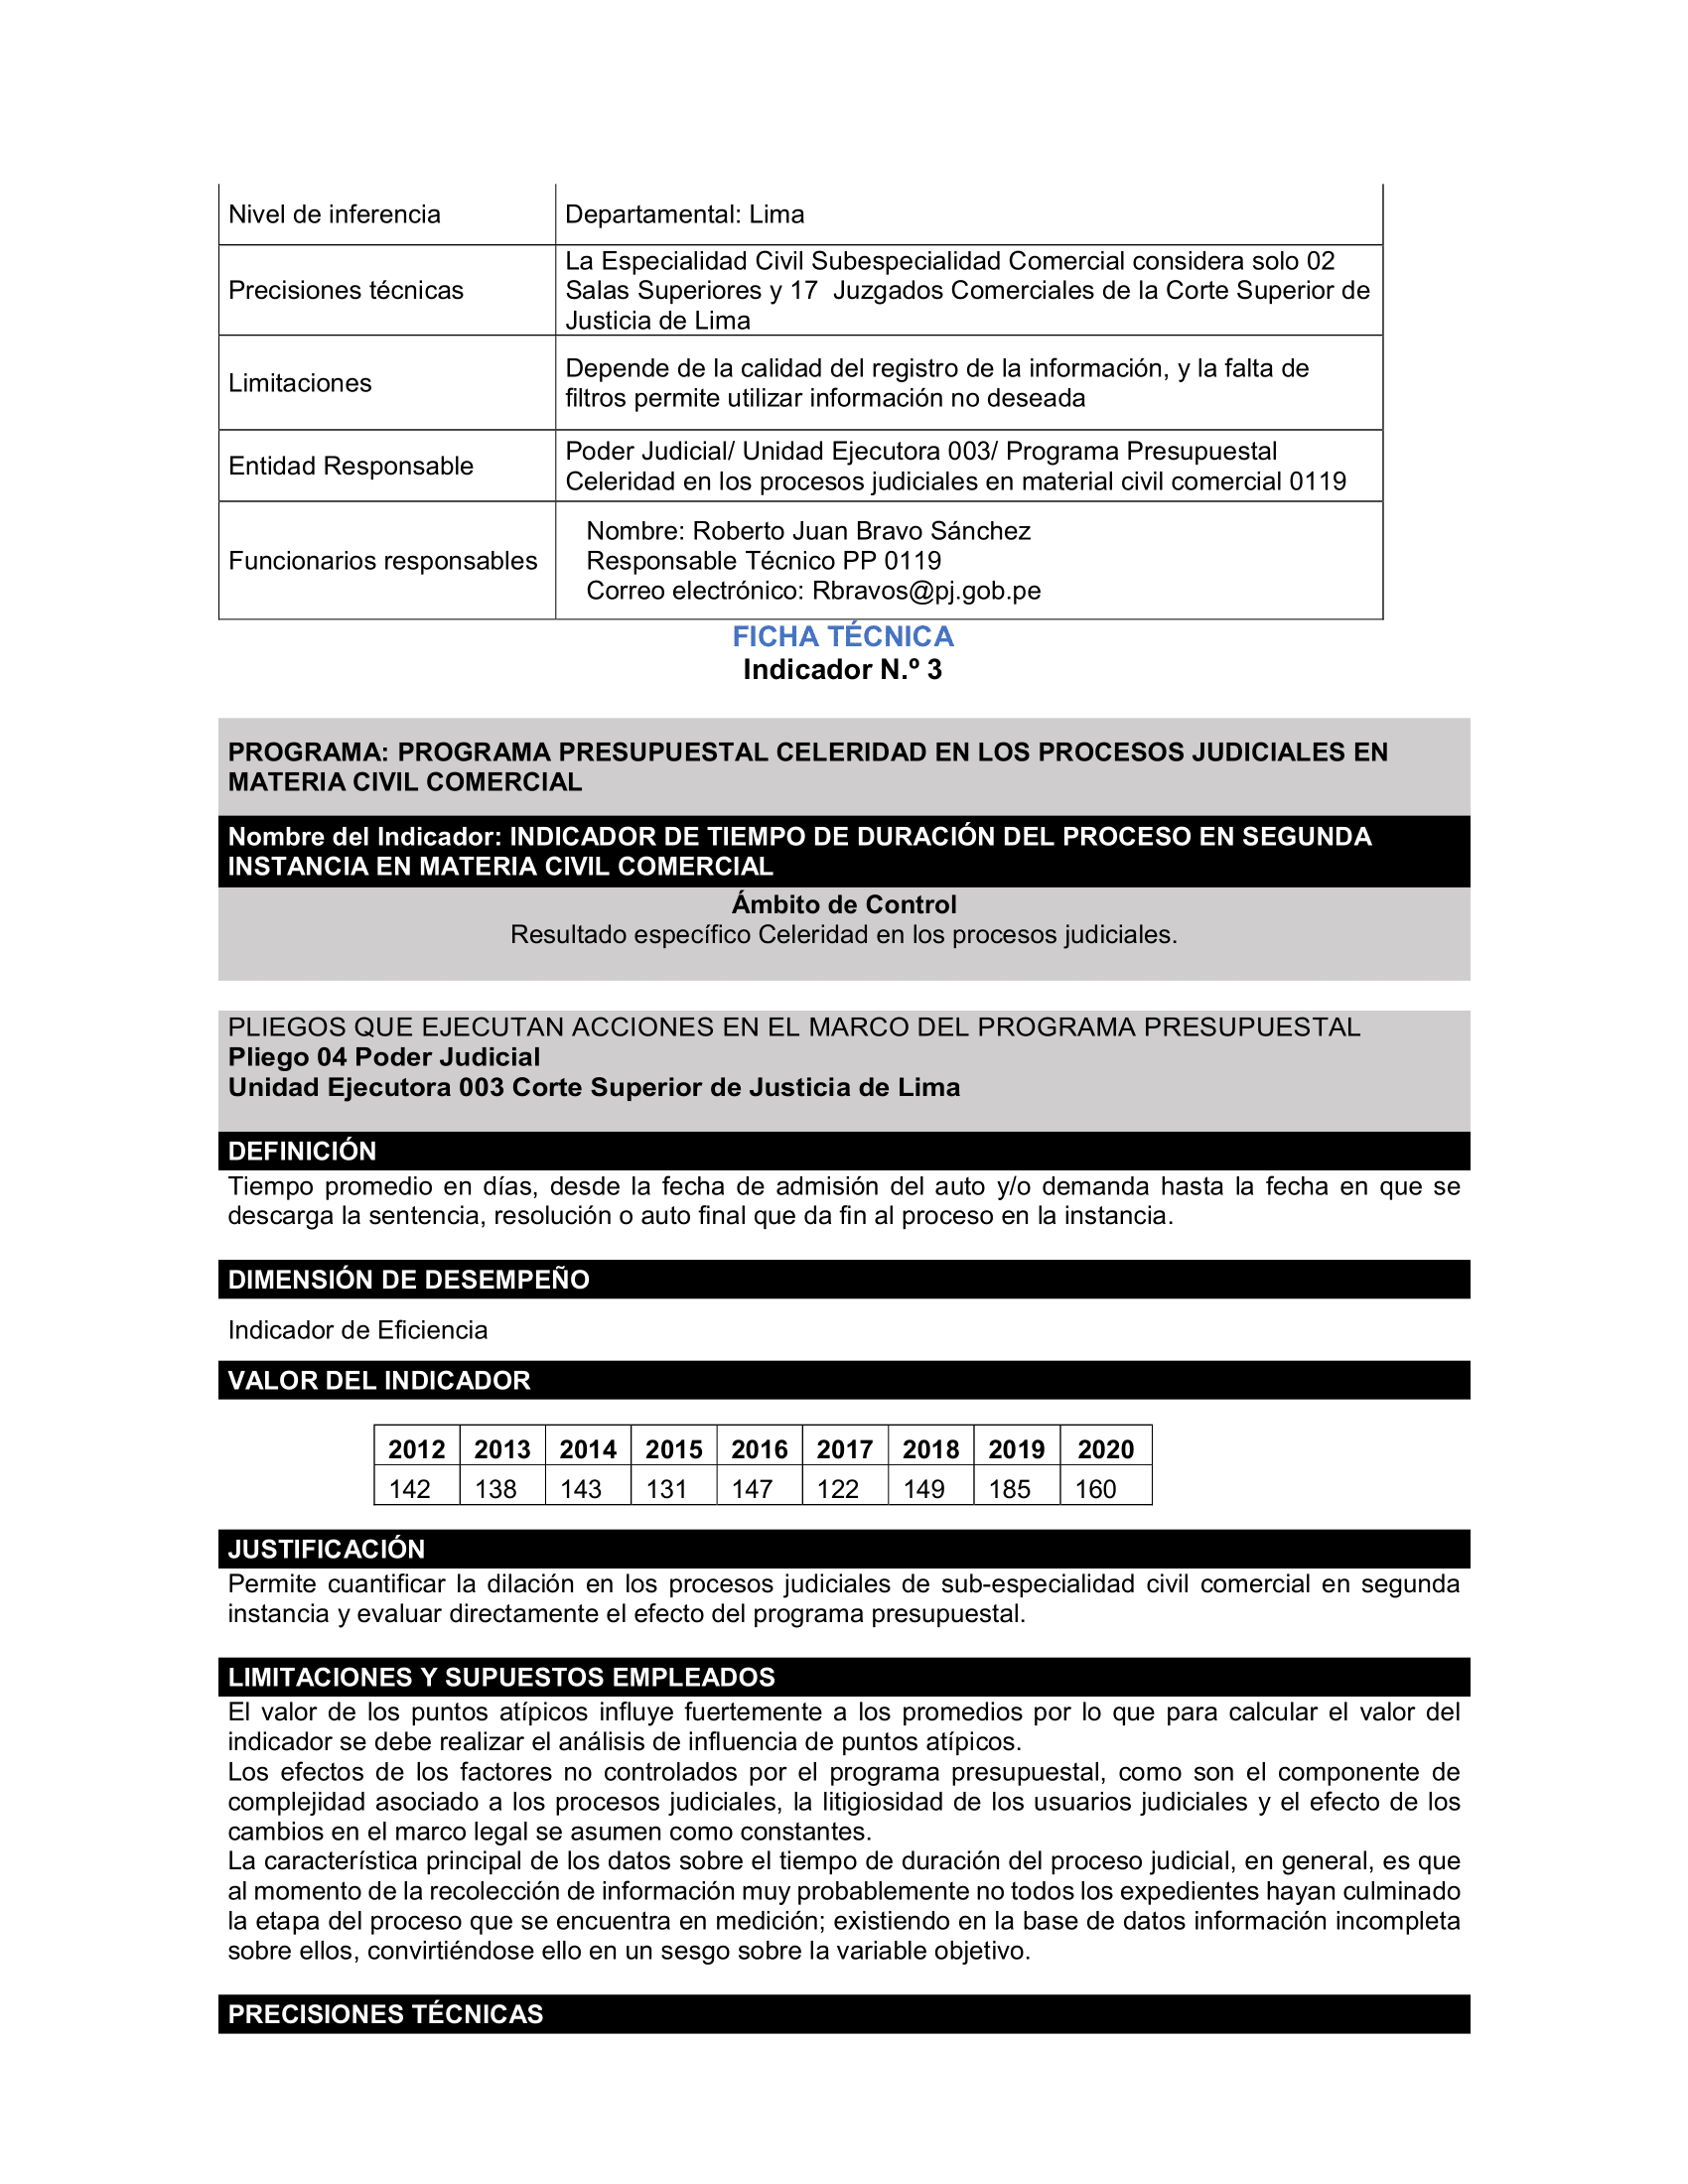 Nivel de inferencia
Departamental: Lima
Precisiones técnicas
La Especialidad Civil Subespecialidad Comercial considera solo 02
Salas Superiores y 17  Juzgados Comerciales de la Corte Superior de
Justicia de Lima
Limitaciones
Depende de la calidad del registro de la información, y la falta de
filtros permite utilizar información no deseada
Entidad Responsable
Poder Judicial/ Unidad Ejecutora 003/ Programa Presupuestal
Celeridad en los procesos judiciales en material civil comercial 0119
Funcionarios responsables
Nombre: Roberto Juan Bravo Sánchez
Responsable Técnico PP 0119
Correo electrónico: Rbravos@pj.gob.pe
FICHA TÉCNICA
Indicador N.º 3
PROGRAMA: PROGRAMA PRESUPUESTAL CELERIDAD EN LOS PROCESOS JUDICIALES EN
MATERIA CIVIL COMERCIAL
Nombre del Indicador: INDICADOR DE TIEMPO DE DURACIÓN DEL PROCESO EN SEGUNDA
INSTANCIA EN MATERIA CIVIL COMERCIAL
Ámbito de Control
Resultado específico Celeridad en los procesos judiciales.
PLIEGOS QUE EJECUTAN ACCIONES EN EL MARCO DEL PROGRAMA PRESUPUESTAL
Pliego 04 Poder Judicial
Unidad Ejecutora 003 Corte Superior de Justicia de Lima
DEFINICIÓN
Tiempo promedio en días, desde la fecha de admisión del auto y/o demanda hasta la fecha en que se
descarga la sentencia, resolución o auto final que da fin al proceso en la instancia.
DIMENSIÓN DE DESEMPEÑO
Indicador de Eficiencia
VALOR DEL INDICADOR
2012 2013 2014 2015 2016 2017 2018 2019 2020
142 138 143 131 147 122 149 185 160
JUSTIFICACIÓN
Permite cuantificar la dilación en los procesos judiciales de sub-especialidad civil comercial en segunda
instancia y evaluar directamente el efecto del programa presupuestal.
LIMITACIONES Y SUPUESTOS EMPLEADOS
El valor de los puntos atípicos influye fuertemente a los promedios por lo que para calcular el valor del
indicador se debe realizar el análisis de influencia de puntos atípicos.
Los efectos de los factores no controlados por el programa presupuestal, como son el componente de
complejidad asociado a los procesos judiciales, la litigiosidad de los usuarios judiciales y el efecto de los
cambios en el marco legal se asumen como constantes.
La característica principal de los datos sobre el tiempo de duración del proceso judicial, en general, es que
al momento de la recolección de información muy probablemente no todos los expedientes hayan culminado
la etapa del proceso que se encuentra en medición; existiendo en la base de datos información incompleta
sobre ellos, convirtiéndose ello en un sesgo sobre la variable objetivo.
PRECISIONES TÉCNICAS